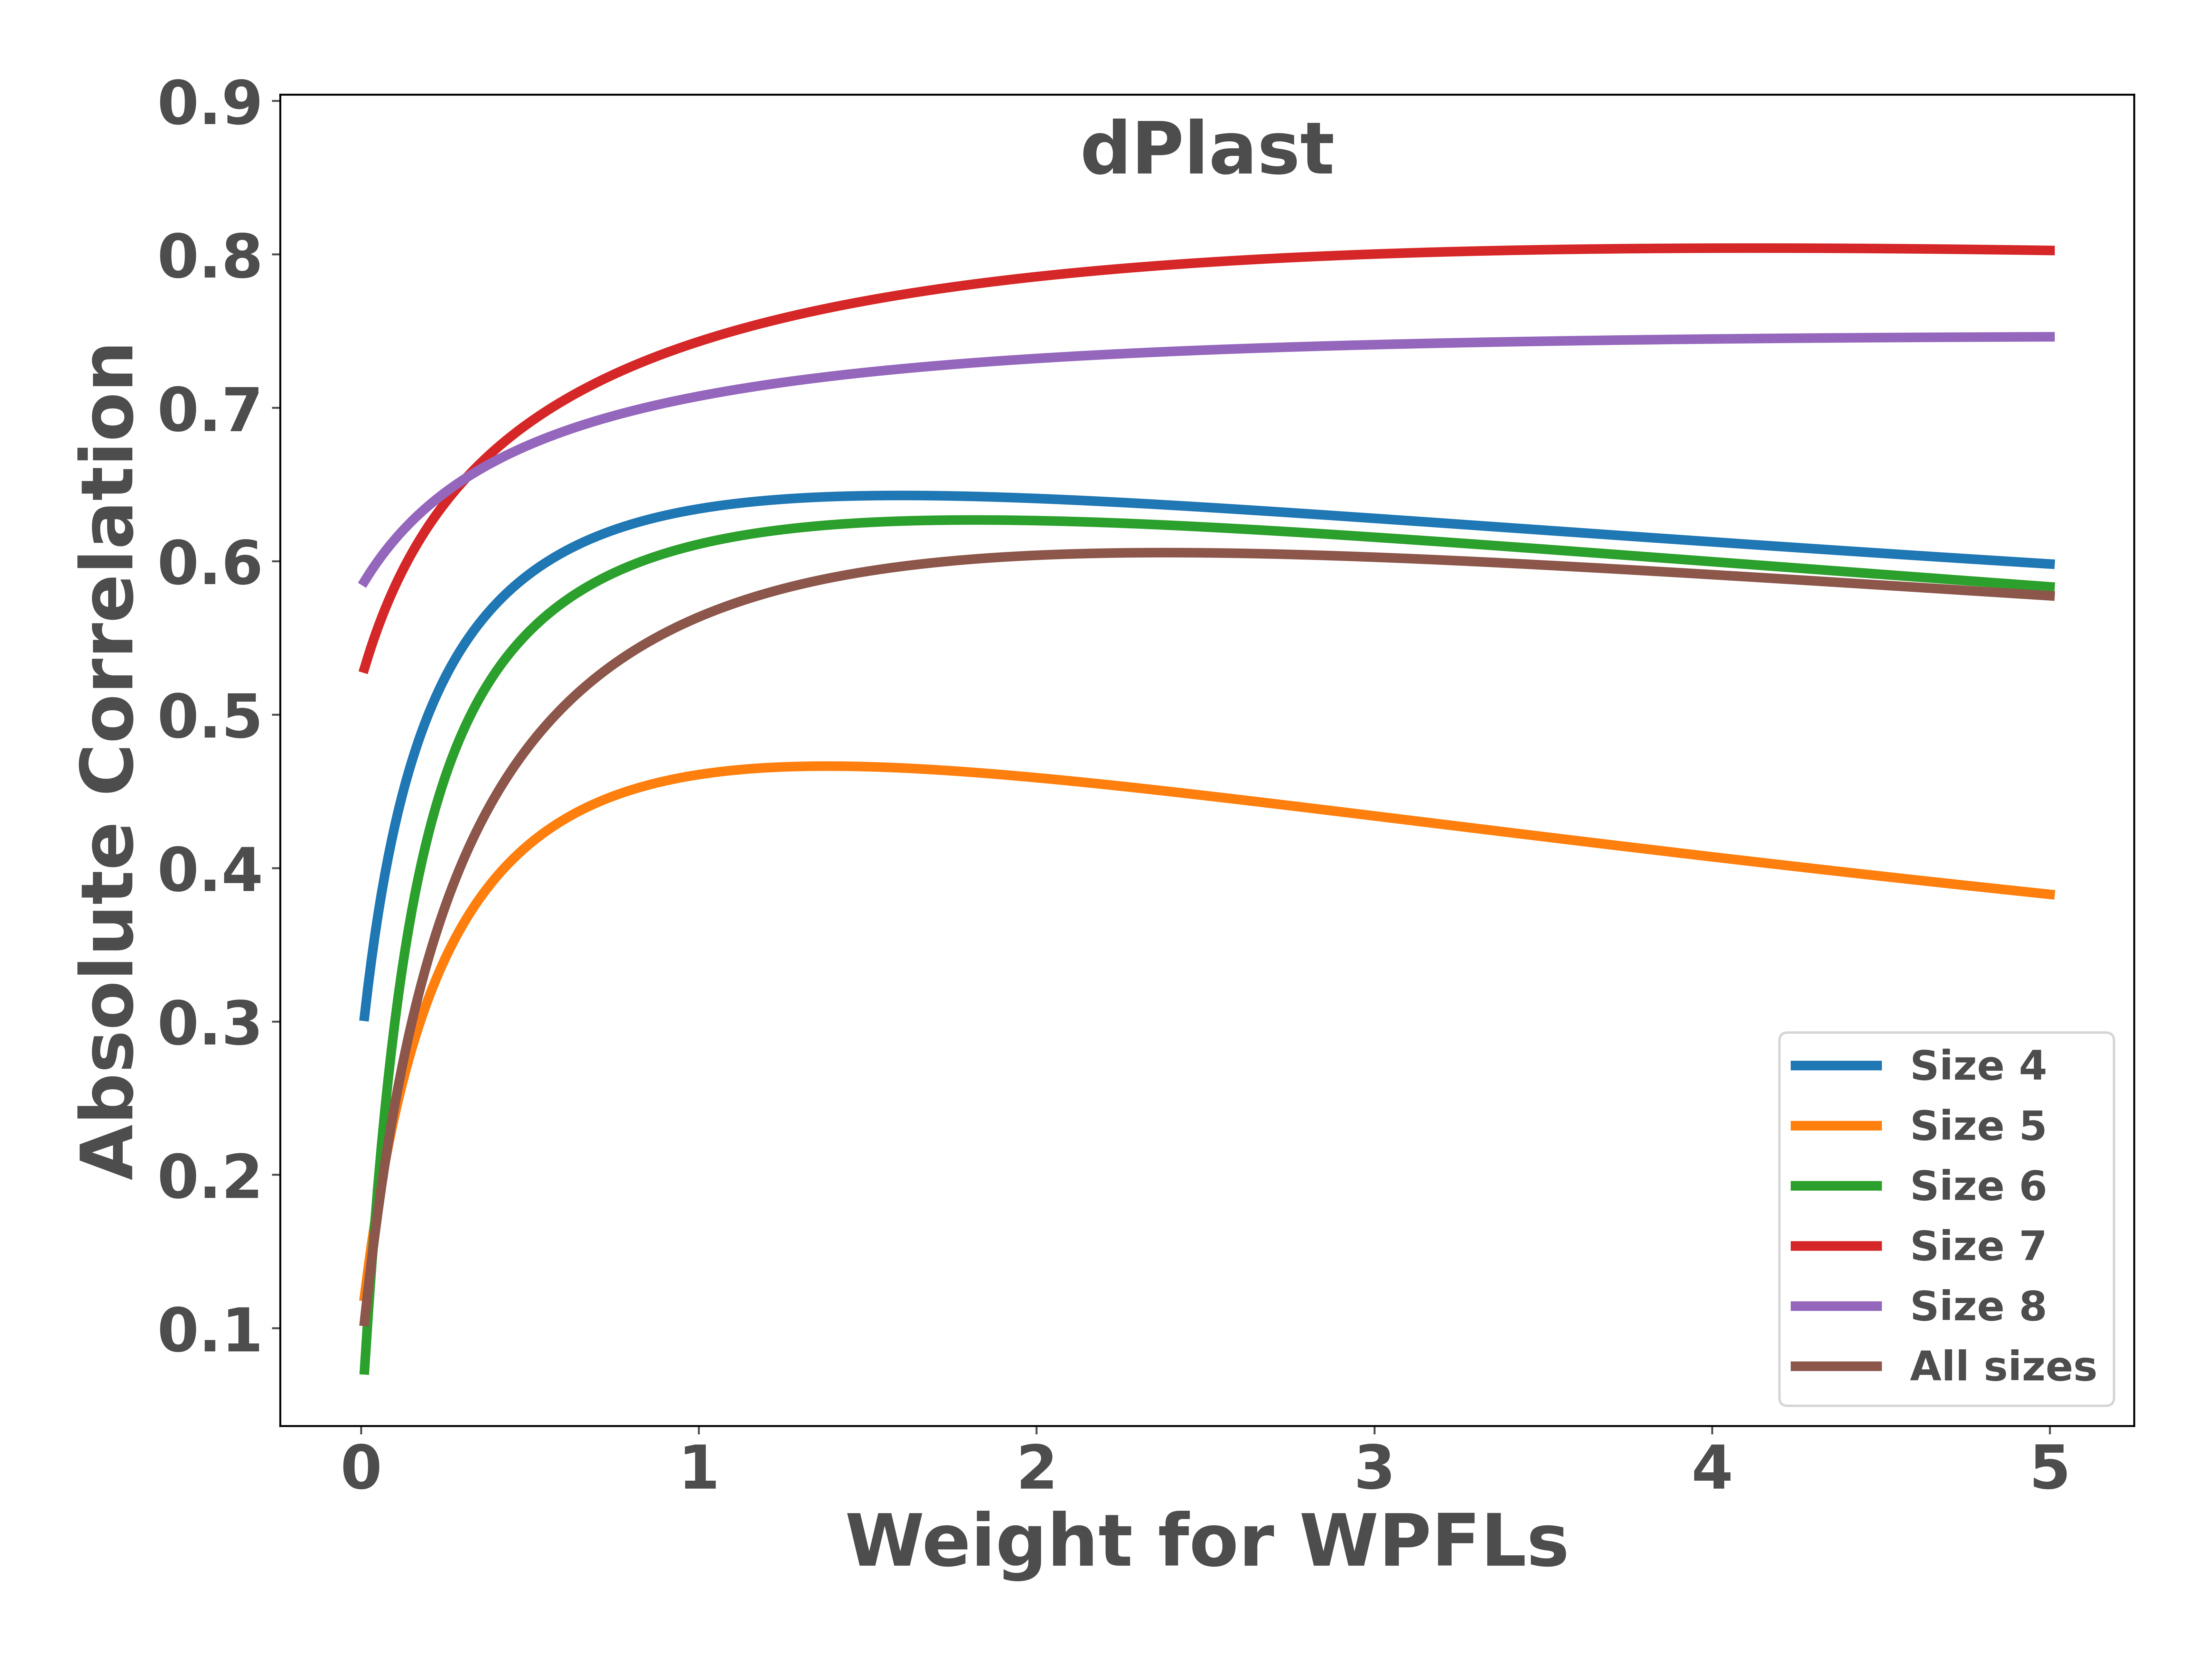 dPlast
Absolute Correlation
0.9
0.8
0.7
0.6
0.5
0.4
0.3
0.2
0.1
0 1 2 3 4 5
Weight for WPFLs
Size 4
Size 5
Size 6
Size 7
Size 8
All sizes